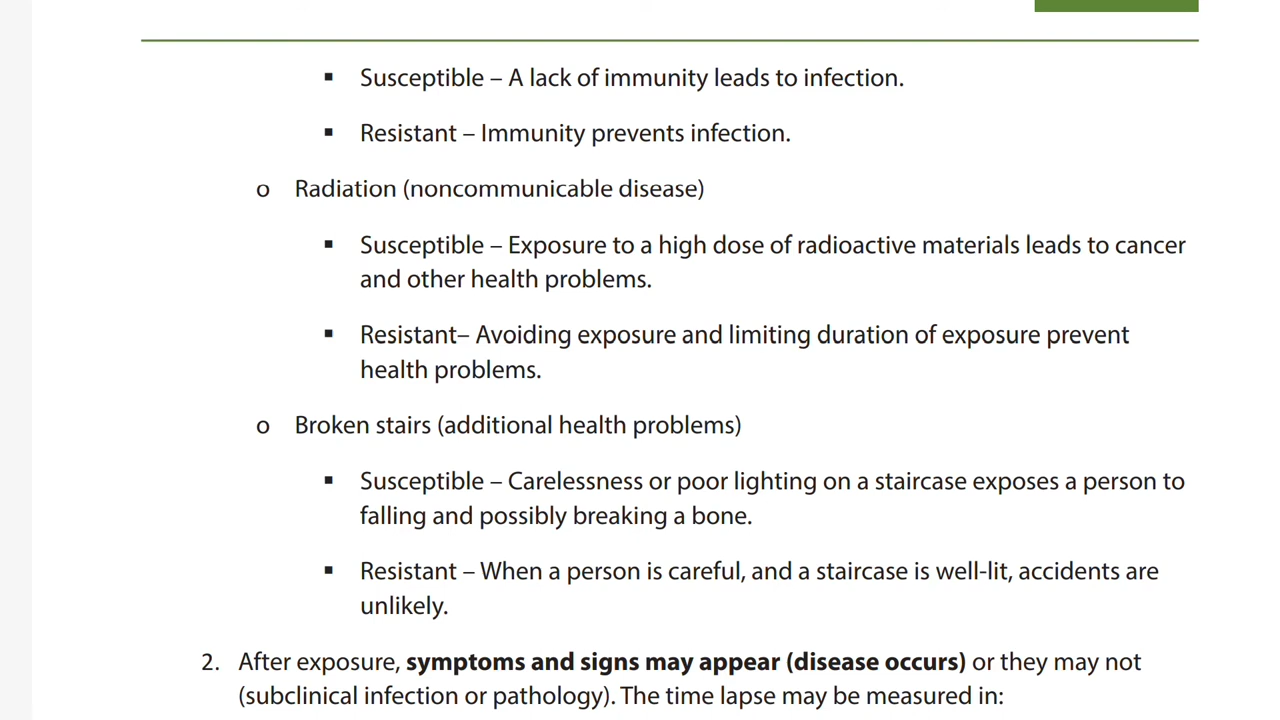 ▪ Susceptible – A lack of immunity leads to infection.
▪ Resistant – Immunity prevents infection.
o Radiation (noncommunicable disease)
▪ Susceptible – Exposure to a high dose of radioactive materials leads to cancer
and other health problems.
▪ Resistant– Avoiding exposure and limiting duration of exposure prevent
health problems.
o Broken stairs (additional health problems)
▪ Susceptible – Carelessness or poor lighting on a staircase exposes a person to
falling and possibly breaking a bone.
▪ Resistant – When a person is careful, and a staircase is well-lit, accidents are
unlikely.
2. After exposure, symptoms and signs may appear (disease occurs) or they may not
(subclinical infection or pathology). The time lapse may be measured in: